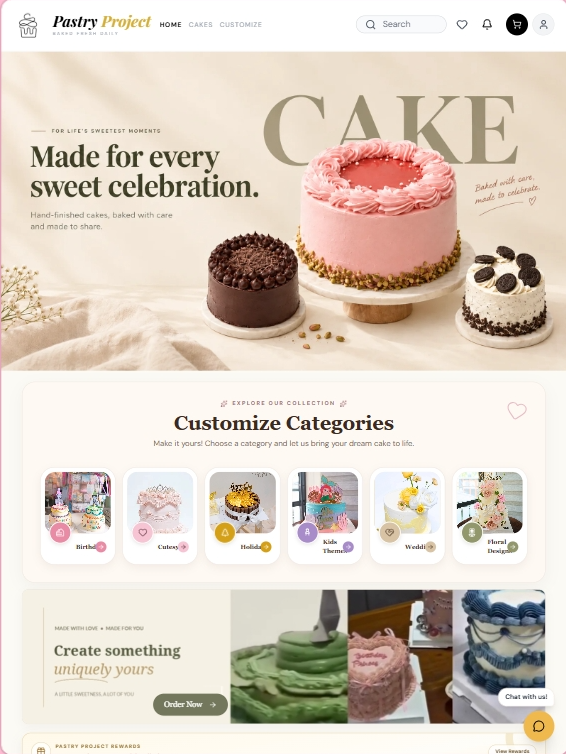 Pastry Project
BAKED FRESH DAILY
HOME CAKES CUSTOMIZE
Search
CAKE
FOR LIFE'S SWEETEST MOMENTS
Made for every
sweet celebration.
Hand-finished cakes, baked with care
and made to share.
Baked with care,
made to celebrate.
EXPLORE OUR COLLECTION
Customize Categories
Make it yours! Choose a category and let us bring your dream cake to life.
Birthd
Cutesy
Holida
Kids
Theme
Weddi
Floral
Design
MADE WITH LOVE • MADE FOR YOU
Create something
uniquely yours
A LITTLE SWEETNESS, A LOT OF YOU
Order Now →
Chat with us!
PASTRY PROJECT REWARDS
View Rewards